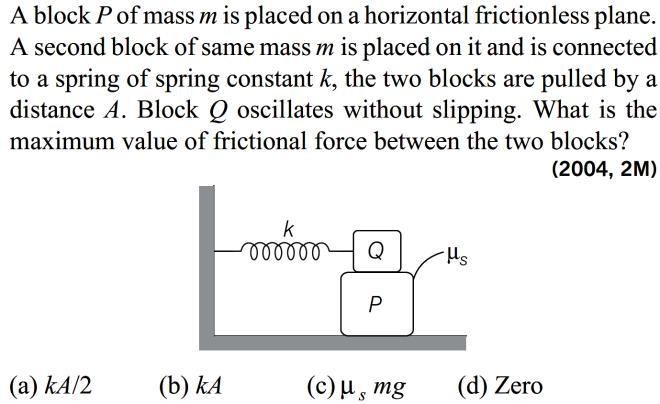 A block P of mass m is placed on a horizontal frictionless plane.
A second block of same mass m is placed on it and is connected
to a spring of spring constant k, the two blocks are pulled by a
distance A. Block Q oscillates without slipping. What is the
maximum value of frictional force between the two blocks?
(2004, 2M)
k
Q
μs
P
(a) kA/2 (b) kA (c) μs mg (d) Zero